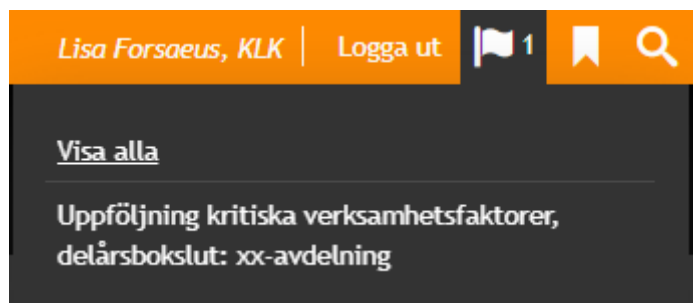 Lisa Forsaeus, KLK Logga ut 1
Visa alla
Uppföljning kritiska verksamhetsfaktorer,
delårsbokslut: xx-avdelning